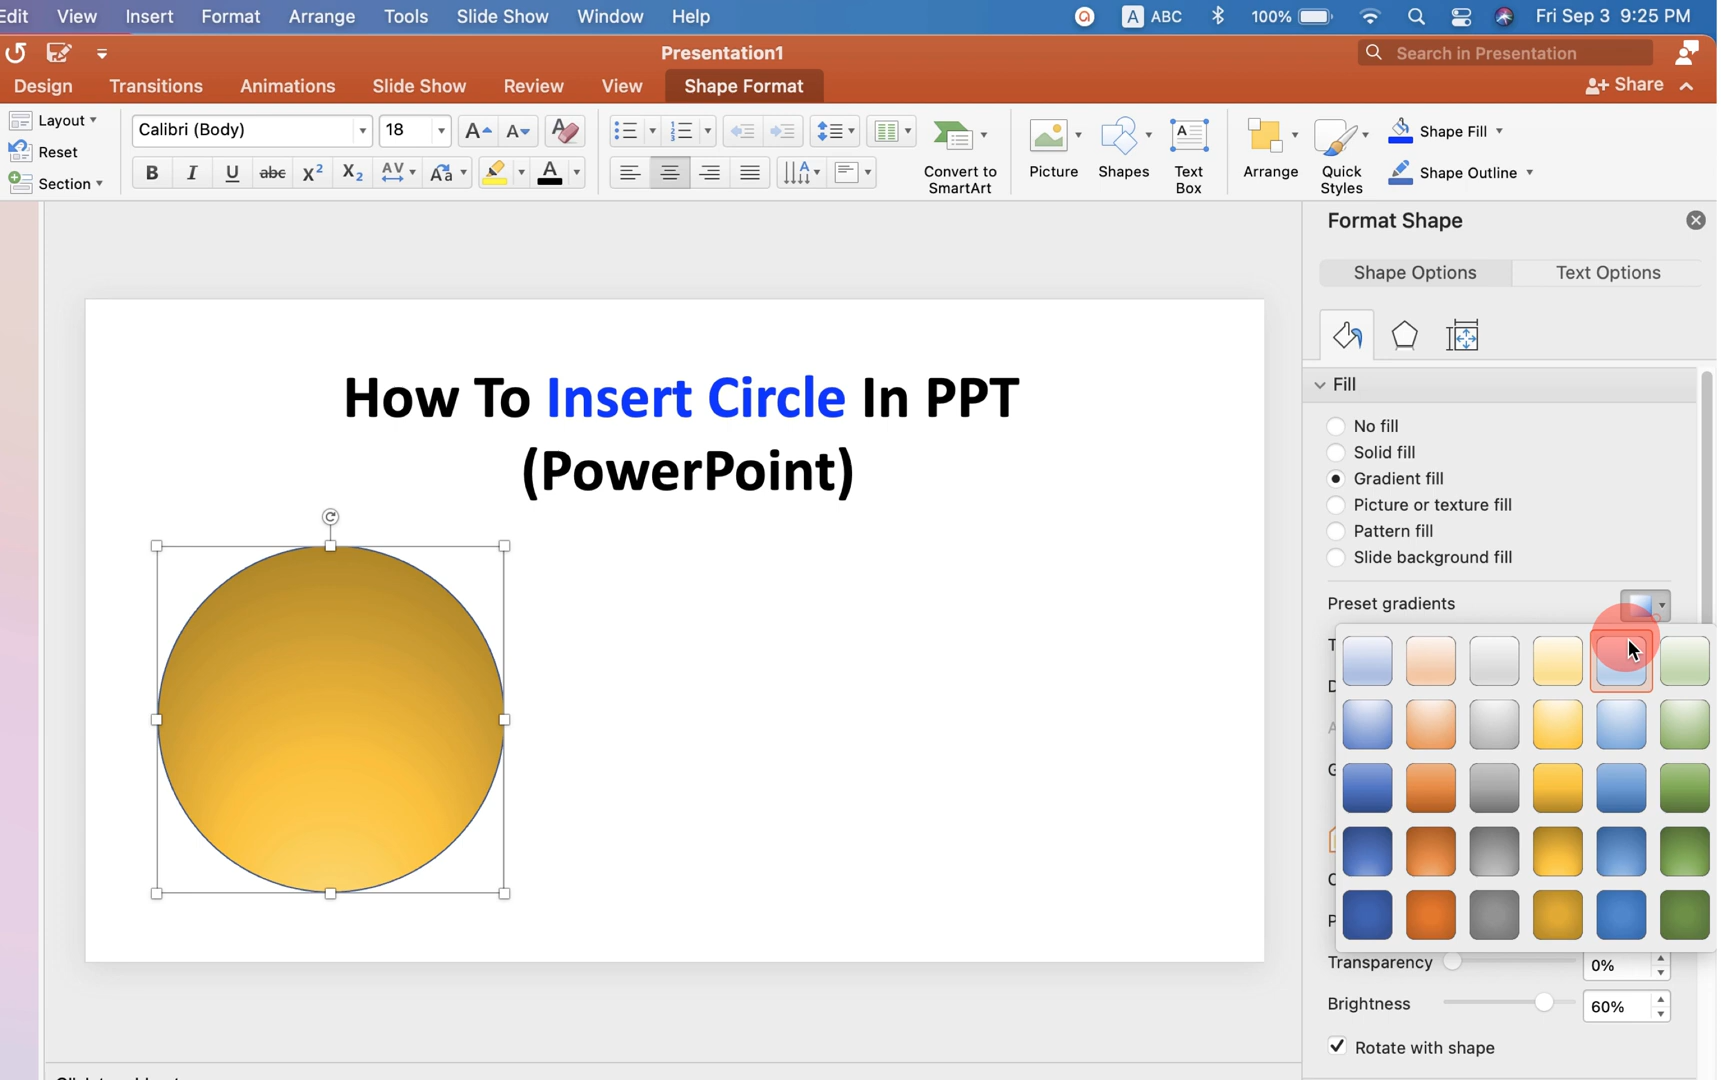 Edit View Insert Format Arrange Tools Slide Show Window Help A ABC 100% Fri Sep 3 9:25 PM
Presentation1 Search in Presentation
Design Transitions Animations Slide Show Review View Shape Format Share
Layout Calibri (Body) 18 Shape Fill
Reset
Section Shape Outline
Convert to SmartArt
Picture Shapes
Text Box
Arrange
Quick Styles
Format Shape
Shape Options Text Options
Fill
No fill
Solid fill
Gradient fill
Picture or texture fill
Pattern fill
Slide background fill
Preset gradients
How To Insert Circle In PPT
(PowerPoint)
Transparency 0%
Brightness 60%
Rotate with shape